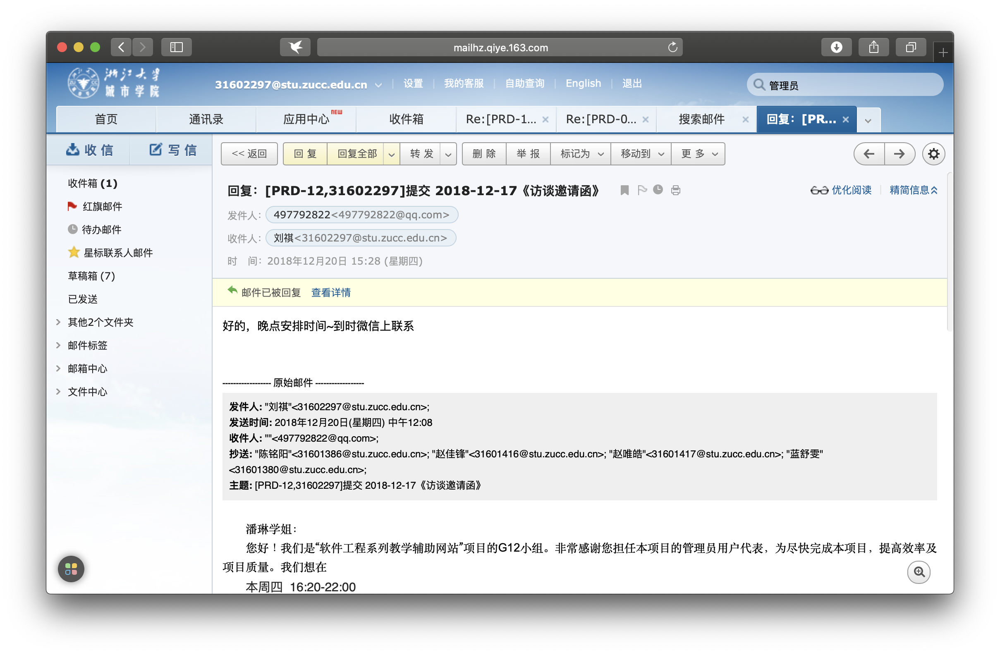 mailhz.qiye.163.com
浙江大学
城市学院
31602297@stu.zucc.edu.cn 设置 我的客服 自助查询 English 退出
管理员
首页 通讯录 应用中心 NEW 收件箱 Re:[PRD-1... Re:[PRD-0... 搜索邮件 回复：[PR...
收 信 写 信
<< 返回 回 复 回复全部 转 发 删 除 举 报 标记为 移动到 更 多
收件箱 (1)
红旗邮件
待办邮件
星标联系人邮件
草稿箱 (7)
已发送
其他2个文件夹
邮件标签
邮箱中心
文件中心
回复：[PRD-12,31602297]提交 2018-12-17《访谈邀请函》
优化阅读 精简信息
发件人： 497792822<497792822@qq.com>
收件人： 刘祺<31602297@stu.zucc.edu.cn>
时 间： 2018年12月20日 15:28 (星期四)
邮件已被回复 查看详情
好的，晚点安排时间~到时微信上联系
------------------ 原始邮件 ------------------
发件人: "刘祺"<31602297@stu.zucc.edu.cn>;
发送时间: 2018年12月20日(星期四) 中午12:08
收件人: ""<497792822@qq.com>;
抄送: "陈铭阳"<31601386@stu.zucc.edu.cn>; "赵佳锋"<31601416@stu.zucc.edu.cn>; "赵唯皓"<31601417@stu.zucc.edu.cn>; "蓝舒雯"
<31601380@stu.zucc.edu.cn>;
主题: [PRD-12,31602297]提交 2018-12-17《访谈邀请函》
潘琳学姐：
您好！我们是“软件工程系列教学辅助网站”项目的G12小组。非常感谢您担任本项目的管理员用户代表，为尽快完成本项目，提高效率及
项目质量。我们想在
本周四 16:20-22:00